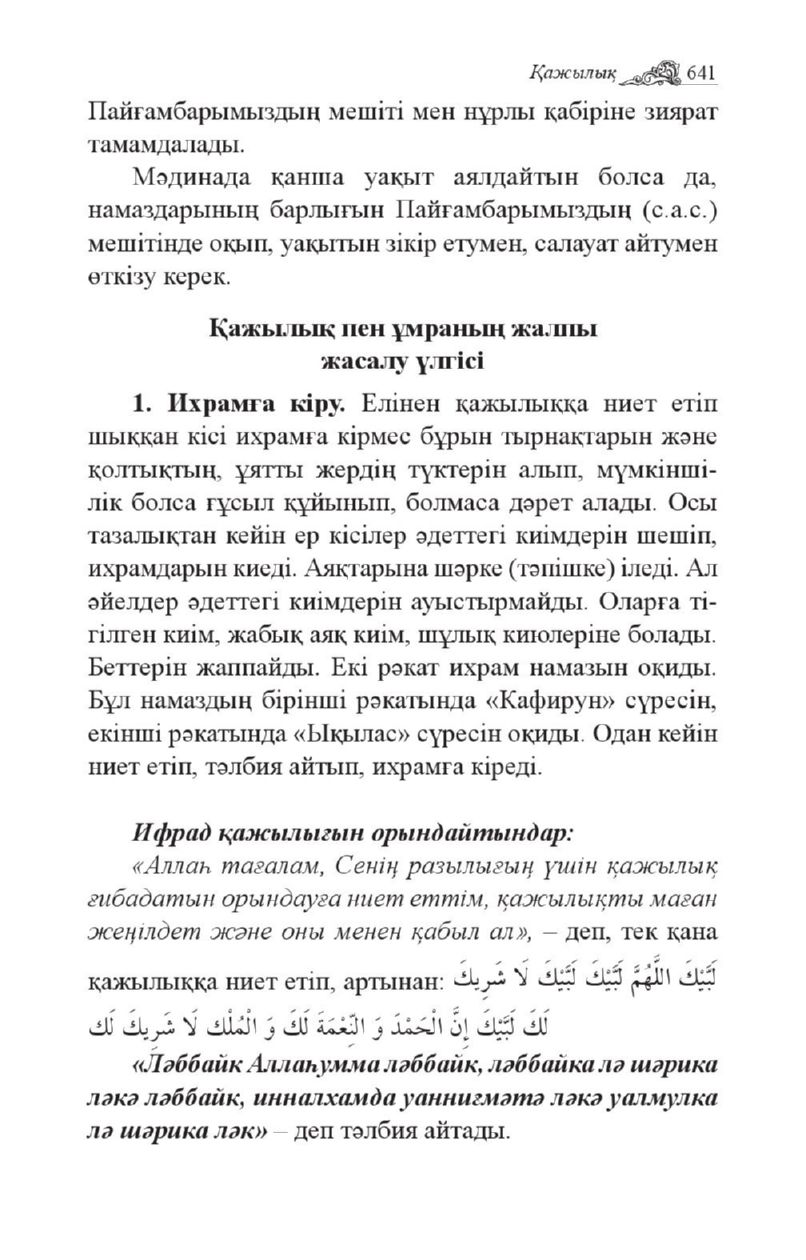 Қажылық 641
Пайғамбарымыздың мешіті мен нұрлы қабіріне зиярат
тамамдалады.
Мәдинада қанша уақыт аялдайтын болса да,
намаздарының барлығын Пайғамбарымыздың (с.а.с.)
мешітінде оқып, уақытын зікір етумен, салауат айтумен
өткізу керек.
Қажылық пен ұмраның жалпы
жасалу үлгісі
1. Ихрамға кіру. Елінен қажылыққа ниет етіп
шыққан кісі ихрамға кірмес бұрын тырнақтарын және
қолтықтың, ұятты жердің түктерін алып, мүмкінші-
лік болса ғұсыл құйынып, болмаса дәрет алады. Осы
тазалықтан кейін ер кісілер әдеттегі киімдерін шешіп,
ихрамдарын киеді. Аяқтарына шәрке (тәпішке) іледі. Ал
әйелдер әдеттегі киімдерін ауыстырмайды. Оларға ті-
гілген киім, жабық аяқ киім, шұлық киюлеріне болады.
Беттерін жаппайды. Екі рәкат ихрам намазын оқиды.
Бұл намаздың бірінші рәкатында «Кафирун» сүресін,
екінші рәкатында «Ықылас» сүресін оқиды. Одан кейін
ниет етіп, тәлбия айтып, ихрамға кіреді.
Ифрад қажылығын орындайтындар:
«Аллаһ тағалам, Сенің разылығың үшін қажылық
ғибадатын орындауға ниет еттім, қажылықты маған
жеңілдет және оны менен қабыл ал», – деп, тек қана
қажылыққа ниет етіп, артынан: لَبَّيْكَ اللَّهُمَّ لَبَّيْكَ لَبَّيْكَ لَا شَرِيكَ
لَكَ لَبَّيْكَ إِنَّ الْحَمْدَ وَ النِّعْمَةَ لَكَ وَ الْمُلْكَ لَا شَرِيكَ لَكَ
«Ләббайк Аллаһумма ләббайк, ләббайка лә шәрика
ләкә ләббайк, инналхамда уанниғмәтә ләкә уалмулка
лә шәрика ләк» – деп тәлбия айтады.